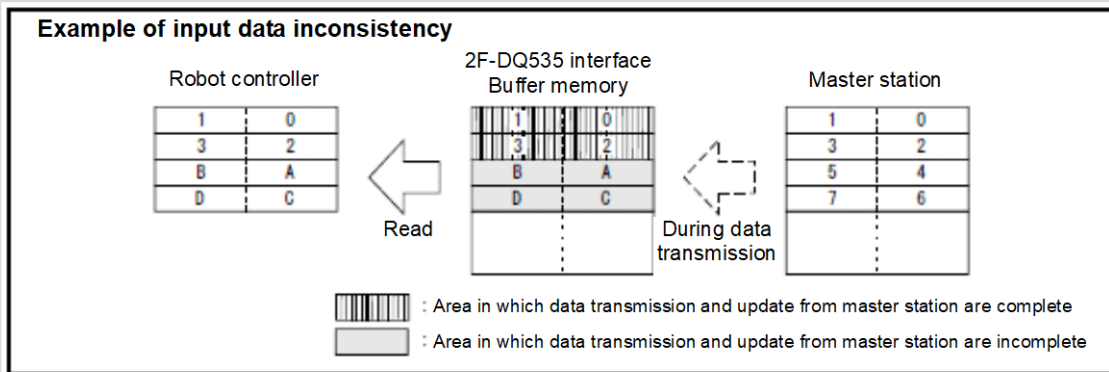 Example of input data inconsistency
2F-DQ535 interface
Buffer memory
Robot controller
Master station
1 0
3 2
B A
D C
1 0
3 2
B A
D C
1 0
3 2
5 4
7 6
Read
During data
transmission
: Area in which data transmission and update from master station are complete
: Area in which data transmission and update from master station are incomplete